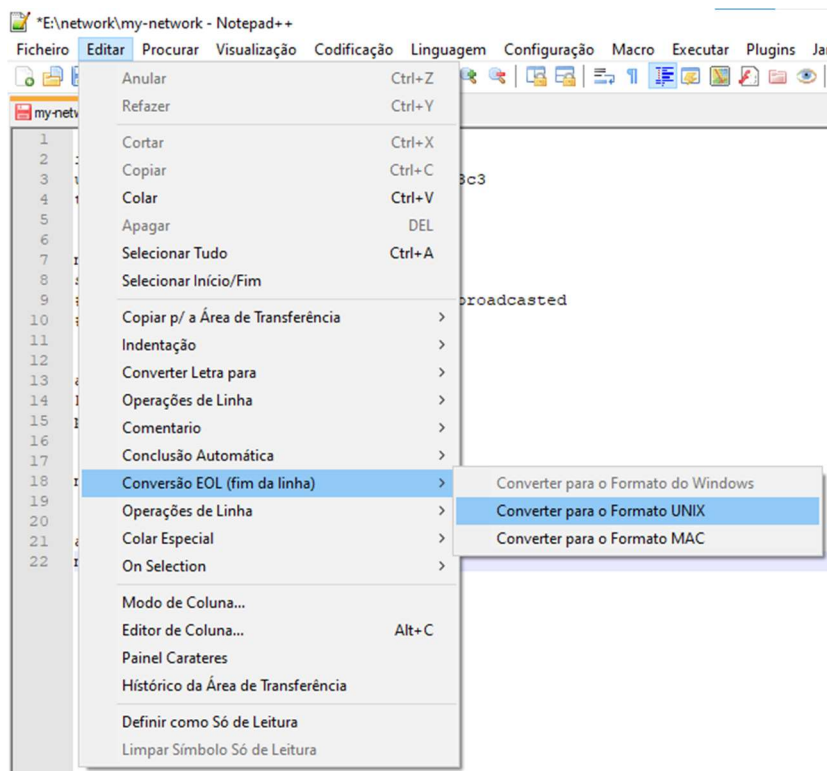 *E:\network\my-network - Notepad++
Ficheiro Editar Procurar Visualização Codificação Linguagem Configuração Macro Executar Plugins
my-netw
1
2
3 3c3
4
5
6
7
8
9 broadcasted
10
11
12
13
14
15
16
17
18
19
20
21
22
Anular Ctrl+Z
Refazer Ctrl+Y
Cortar Ctrl+X
Copiar Ctrl+C
Colar Ctrl+V
Apagar DEL
Selecionar Tudo Ctrl+A
Selecionar Início/Fim
Copiar p/ a Área de Transferência
Indentação
Converter Letra para
Operações de Linha
Comentario
Conclusão Automática
Conversão EOL (fim da linha)
Operações de Linha
Colar Especial
On Selection
Modo de Coluna...
Editor de Coluna... Alt+C
Painel Carateres
Hístórico da Área de Transferência
Definir como Só de Leitura
Limpar Símbolo Só de Leitura
Converter para o Formato do Windows
Converter para o Formato UNIX
Converter para o Formato MAC